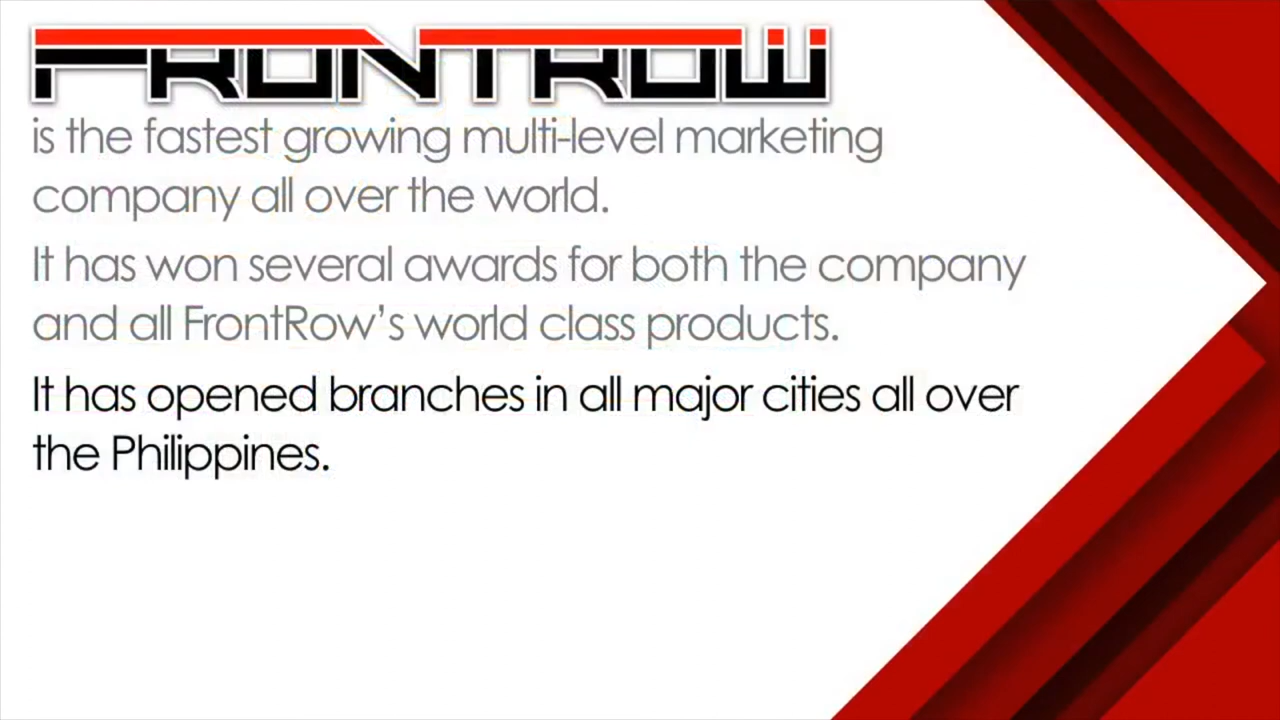 FRONTROW
is the fastest growing multi-level marketing
company all over the world.
It has won several awards for both the company
and all FrontRow's world class products.
It has opened branches in all major cities all over
the Philippines.